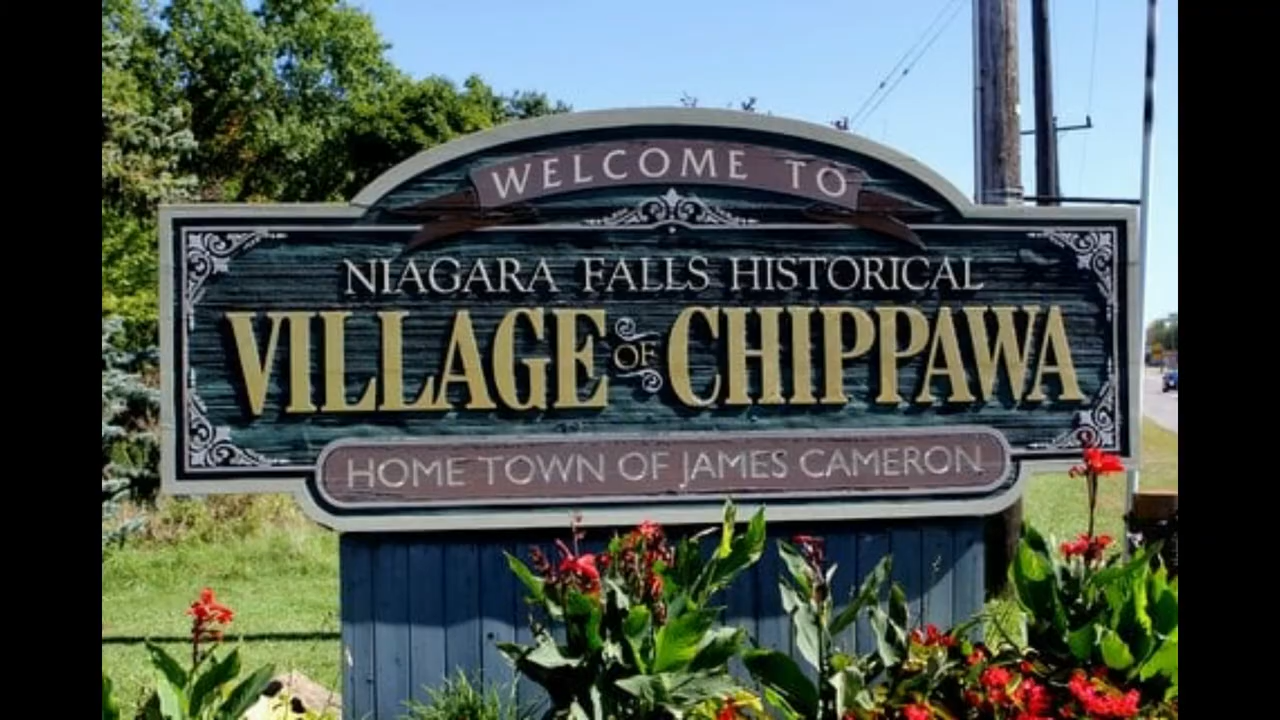 WELCOME TO
NIAGARA FALLS HISTORICAL
VILLAGE OF CHIPPAWA
HOME TOWN OF JAMES CAMERON